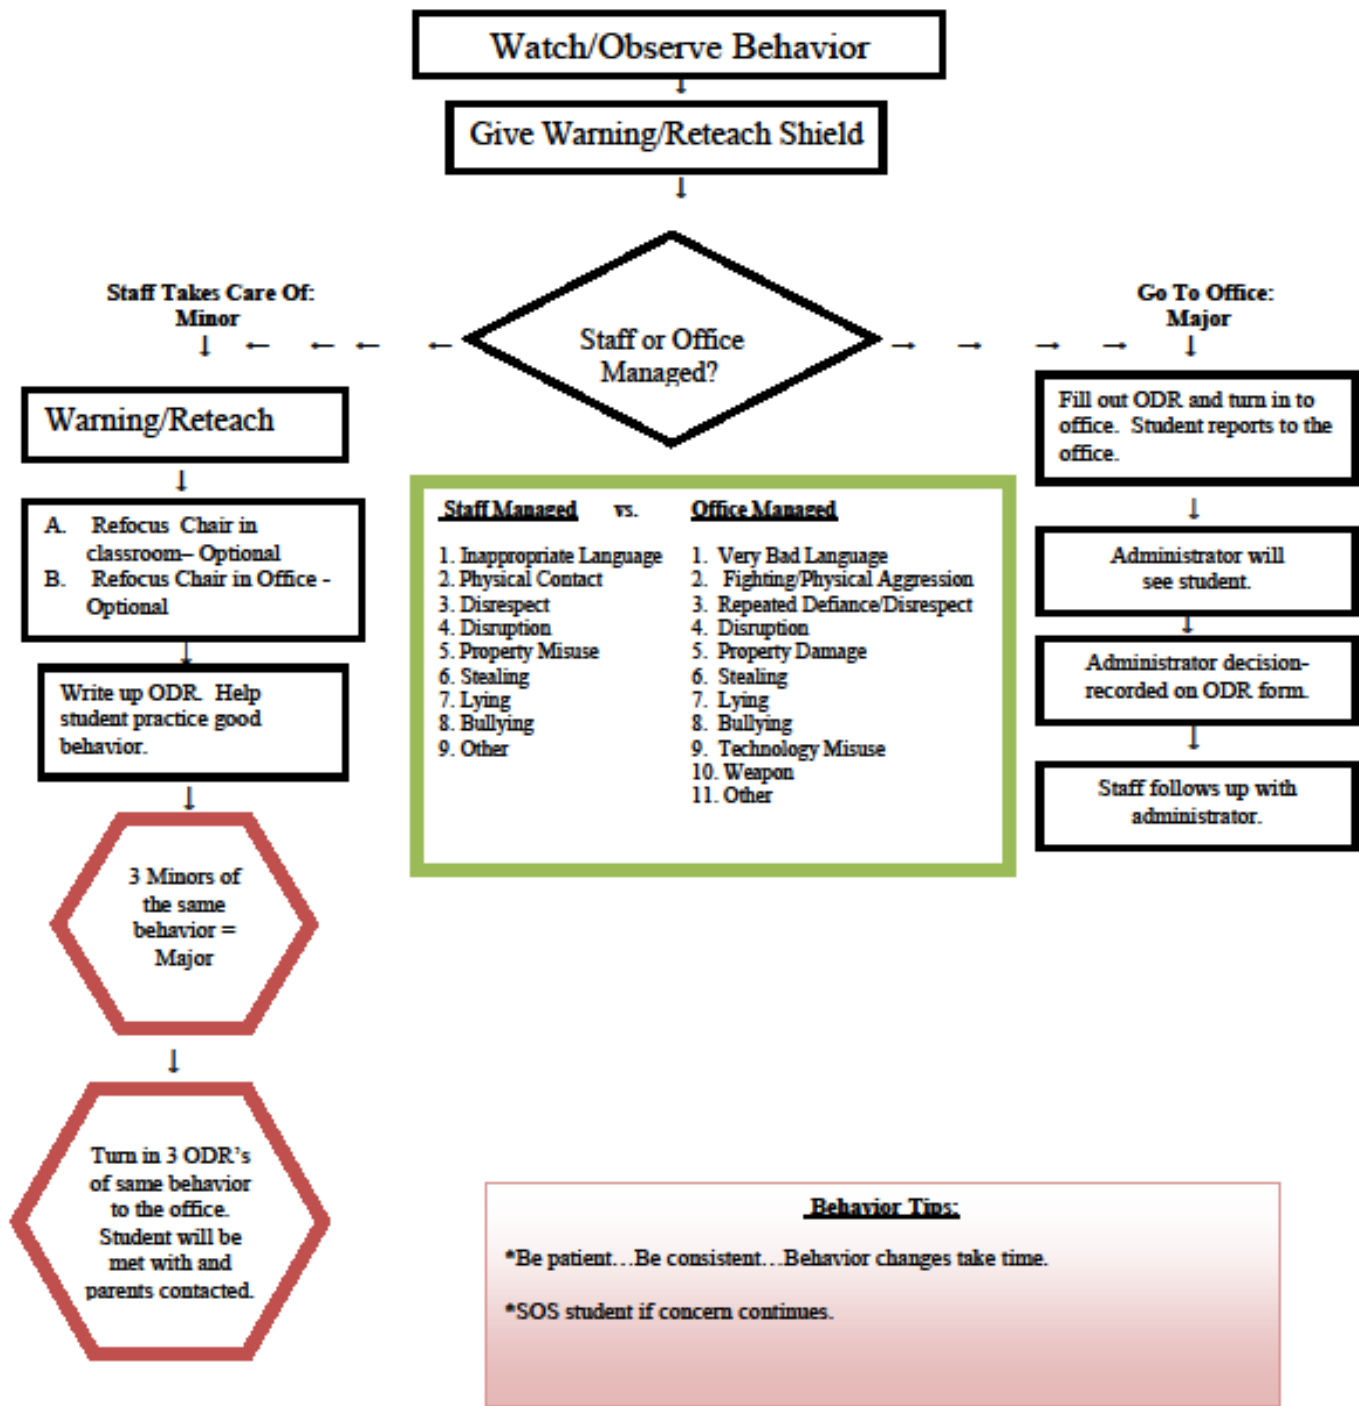 Watch/Observe Behavior
↓
Give Warning/Reteach Shield
↓
Staff Takes Care Of:
Minor
↓ ← ← ← ←
Staff or Office
Managed?
→ → → → ↓
Go To Office:
Major
Warning/Reteach
↓
A. Refocus Chair in
classroom– Optional
B. Refocus Chair in Office -
Optional
↓
Write up ODR. Help
student practice good
behavior.
↓
3 Minors of
the same
behavior =
Major
↓
Turn in 3 ODR’s
of same behavior
to the office.
Student will be
met with and
parents contacted.
Staff Managed vs. Office Managed
1. Inappropriate Language
2. Physical Contact
3. Disrespect
4. Disruption
5. Property Misuse
6. Stealing
7. Lying
8. Bullying
9. Other
1. Very Bad Language
2. Fighting/Physical Aggression
3. Repeated Defiance/Disrespect
4. Disruption
5. Property Damage
6. Stealing
7. Lying
8. Bullying
9. Technology Misuse
10. Weapon
11. Other
Fill out ODR and turn in to
office. Student reports to the
office.
↓
Administrator will
see student.
↓
Administrator decision-
recorded on ODR form.
↓
Staff follows up with
administrator.
Behavior Tips:
*Be patient…Be consistent…Behavior changes take time.
*SOS student if concern continues.